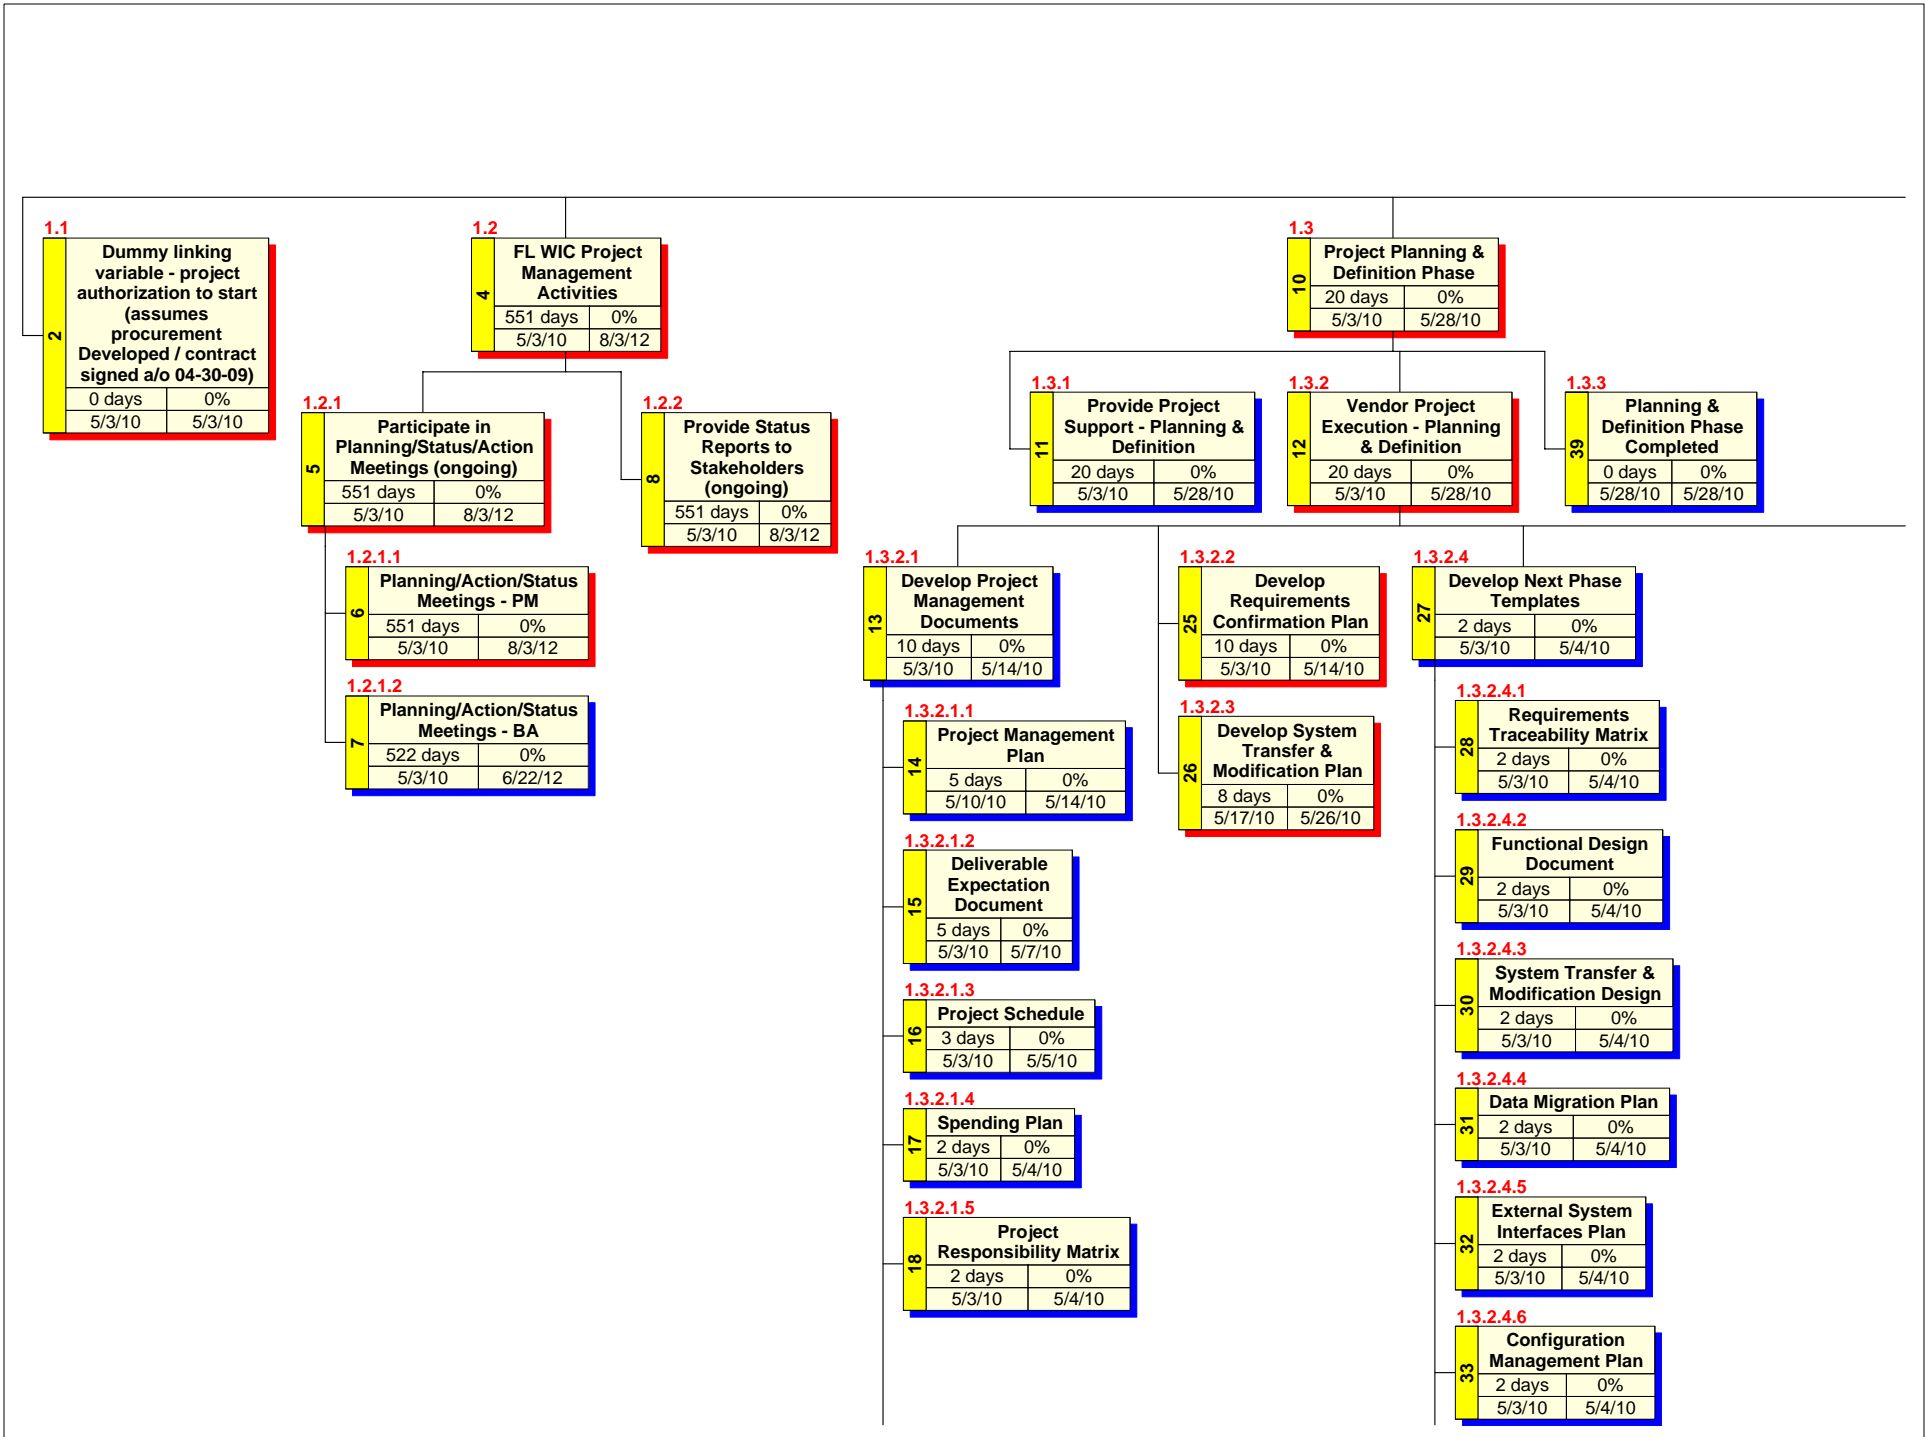 1.1
2
Dummy linking
variable - project
authorization to start
(assumes
procurement
Developed / contract
signed a/o 04-30-09)
0 days 0%
5/3/10 5/3/10
1.2
4
FL WIC Project
Management
Activities
551 days 0%
5/3/10 8/3/12
1.2.1
5
Participate in
Planning/Status/Action
Meetings (ongoing)
551 days 0%
5/3/10 8/3/12
1.2.1.1
6
Planning/Action/Status
Meetings - PM
551 days 0%
5/3/10 8/3/12
1.2.1.2
7
Planning/Action/Status
Meetings - BA
522 days 0%
5/3/10 6/22/12
1.2.2
8
Provide Status
Reports to
Stakeholders
(ongoing)
551 days 0%
5/3/10 8/3/12
1.3
10
Project Planning &
Definition Phase
20 days 0%
5/3/10 5/28/10
1.3.1
11
Provide Project
Support - Planning &
Definition
20 days 0%
5/3/10 5/28/10
1.3.2
12
Vendor Project
Execution - Planning
& Definition
20 days 0%
5/3/10 5/28/10
1.3.3
39
Planning &
Definition Phase
Completed
0 days 0%
5/28/10 5/28/10
1.3.2.1
13
Develop Project
Management
Documents
10 days 0%
5/3/10 5/14/10
1.3.2.1.1
14
Project Management
Plan
5 days 0%
5/10/10 5/14/10
1.3.2.1.2
15
Deliverable
Expectation
Document
5 days 0%
5/3/10 5/7/10
1.3.2.1.3
16
Project Schedule
3 days 0%
5/3/10 5/5/10
1.3.2.1.4
17
Spending Plan
2 days 0%
5/3/10 5/4/10
1.3.2.1.5
18
Project
Responsibility Matrix
2 days 0%
5/3/10 5/4/10
1.3.2.2
25
Develop
Requirements
Confirmation Plan
10 days 0%
5/3/10 5/14/10
1.3.2.3
26
Develop System
Transfer &
Modification Plan
8 days 0%
5/17/10 5/26/10
1.3.2.4
27
Develop Next Phase
Templates
2 days 0%
5/3/10 5/4/10
1.3.2.4.1
28
Requirements
Traceability Matrix
2 days 0%
5/3/10 5/4/10
1.3.2.4.2
29
Functional Design
Document
2 days 0%
5/3/10 5/4/10
1.3.2.4.3
30
System Transfer &
Modification Design
2 days 0%
5/3/10 5/4/10
1.3.2.4.4
31
Data Migration Plan
2 days 0%
5/3/10 5/4/10
1.3.2.4.5
32
External System
Interfaces Plan
2 days 0%
5/3/10 5/4/10
1.3.2.4.6
33
Configuration
Management Plan
2 days 0%
5/3/10 5/4/10